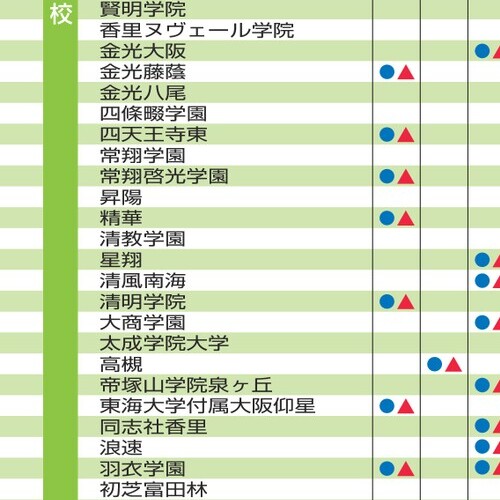 校
賢明学院
香里ヌヴェール学院
金光大阪
金光藤蔭
金光八尾
四條畷学園
四天王寺東
常翔学園
常翔啓光学園
昇陽
精華
清教学園
星翔
清風南海
清明学院
大商学園
太成学院大学
高槻
帝塚山学院泉ヶ丘
東海大学付属大阪仰星
同志社香里
浪速
羽衣学園
初芝富田林